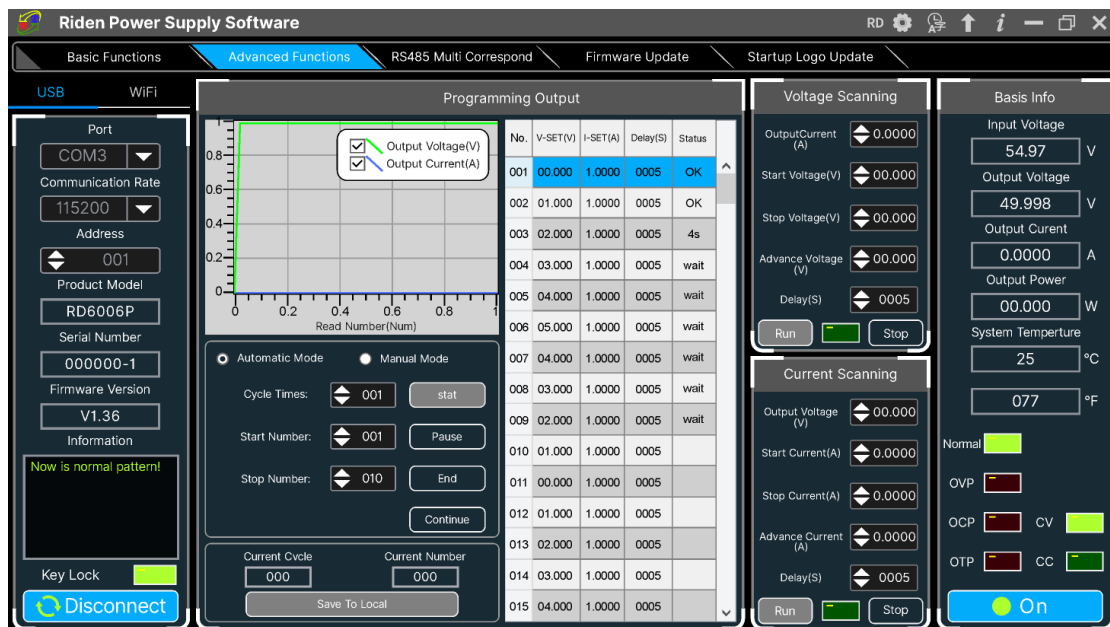 Riden Power Supply Software
RD
Basic Functions
Advanced Functions
RS485 Multi Correspond
Firmware Update
Startup Logo Update
USB
WiFi
Port
COM3
Communication Rate
115200
Address
001
Product Model
RD6006P
Serial Number
000000-1
Firmware Version
V1.36
Information
Now is normal pattern!
Key Lock
Disconnect
Programming Output
1
0.8
0.6
0.4
0.2
0
0 0.2 0.4 0.6 0.8 1
Read Number(Num)
Output Voltage(V)
Output Current(A)
Automatic Mode
Manual Mode
Cycle Times: 001 stat
Start Number: 001 Pause
Stop Number: 010 End
Continue
Current Cvcle
Current Number
000
000
Save To Local
No. V-SET(V) I-SET(A) Delay(S) Status
001 00.000 1.0000 0005 OK
002 01.000 1.0000 0005 OK
003 02.000 1.0000 0005 4s
004 03.000 1.0000 0005 wait
005 04.000 1.0000 0005 wait
006 05.000 1.0000 0005 wait
007 04.000 1.0000 0005 wait
008 03.000 1.0000 0005 wait
009 02.000 1.0000 0005 wait
010 01.000 1.0000 0005
011 00.000 1.0000 0005
012 01.000 1.0000 0005
013 02.000 1.0000 0005
014 03.000 1.0000 0005
015 04.000 1.0000 0005
Voltage Scanning
OutputCurrent
(A)
0.0000
Start Voltage(V) 00.000
Stop Voltage(V) 00.000
Advance Voltage
(V)
00.000
Delay(S) 0005
Run
Stop
Current Scanning
Output Voltage
(V)
00.000
Start Current(A) 0.0000
Stop Current(A) 0.0000
Advance Current
(A)
0.0000
Delay(S) 0005
Run
Stop
Basis Info
Input Voltage
54.97 V
Output Voltage
49.998 V
Output Curent
0.0000 A
Output Power
00.000 W
System Temperture
25 °C
077 °F
Normal
OVP
OCP
CV
OTP
CC
On